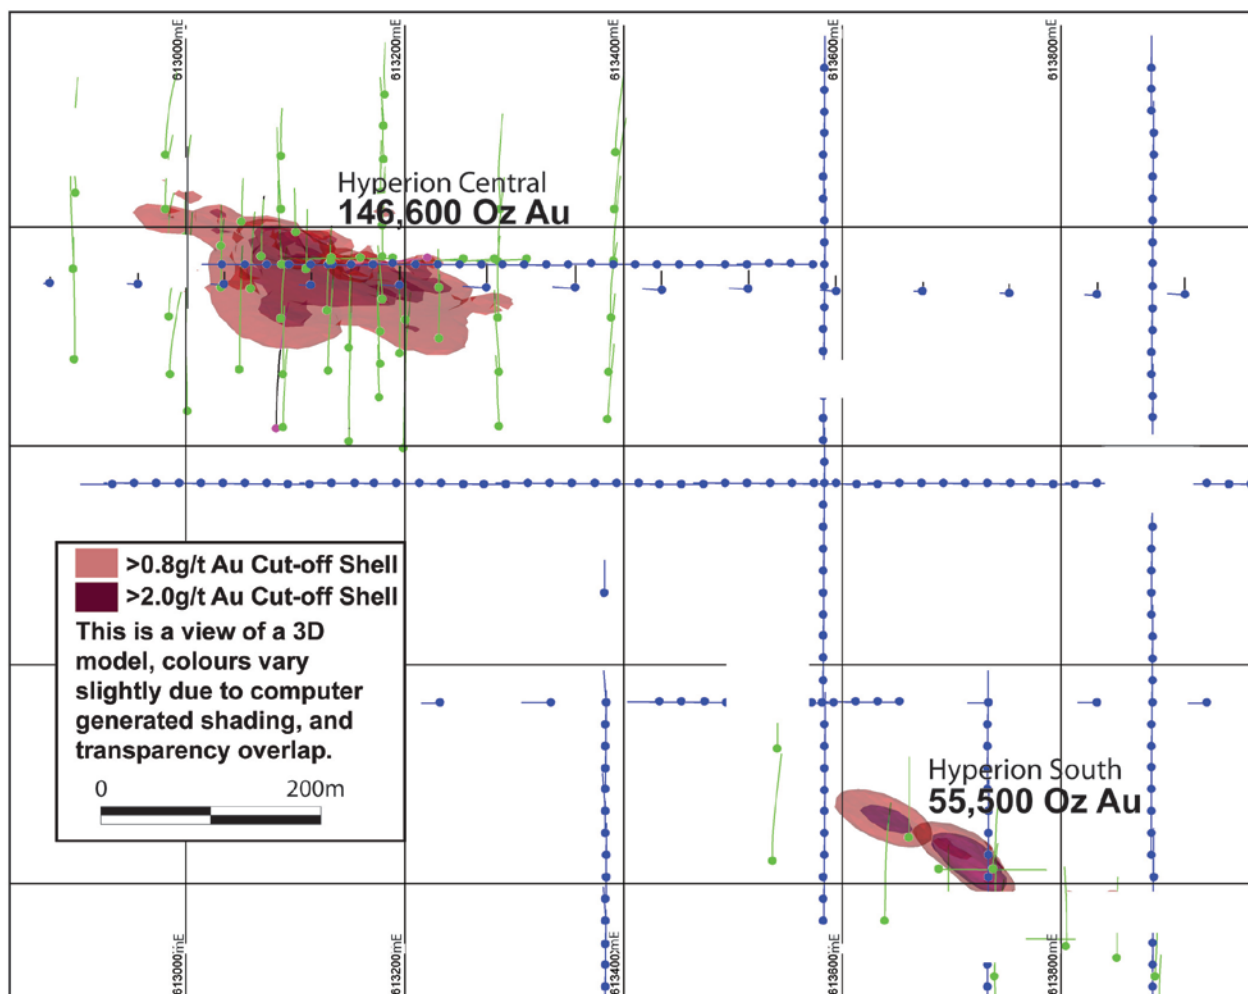 613000mE
613200mE
613400mE
613600mE
613800mE
Hyperion Central
146,600 Oz Au
>0.8g/t Au Cut-off Shell
>2.0g/t Au Cut-off Shell
This is a view of a 3D
model, colours vary
slightly due to computer
generated shading, and
transparency overlap.
0 200m
Hyperion South
55,500 Oz Au
613000mE
613200mE
613400mE
613600mE
613800mE